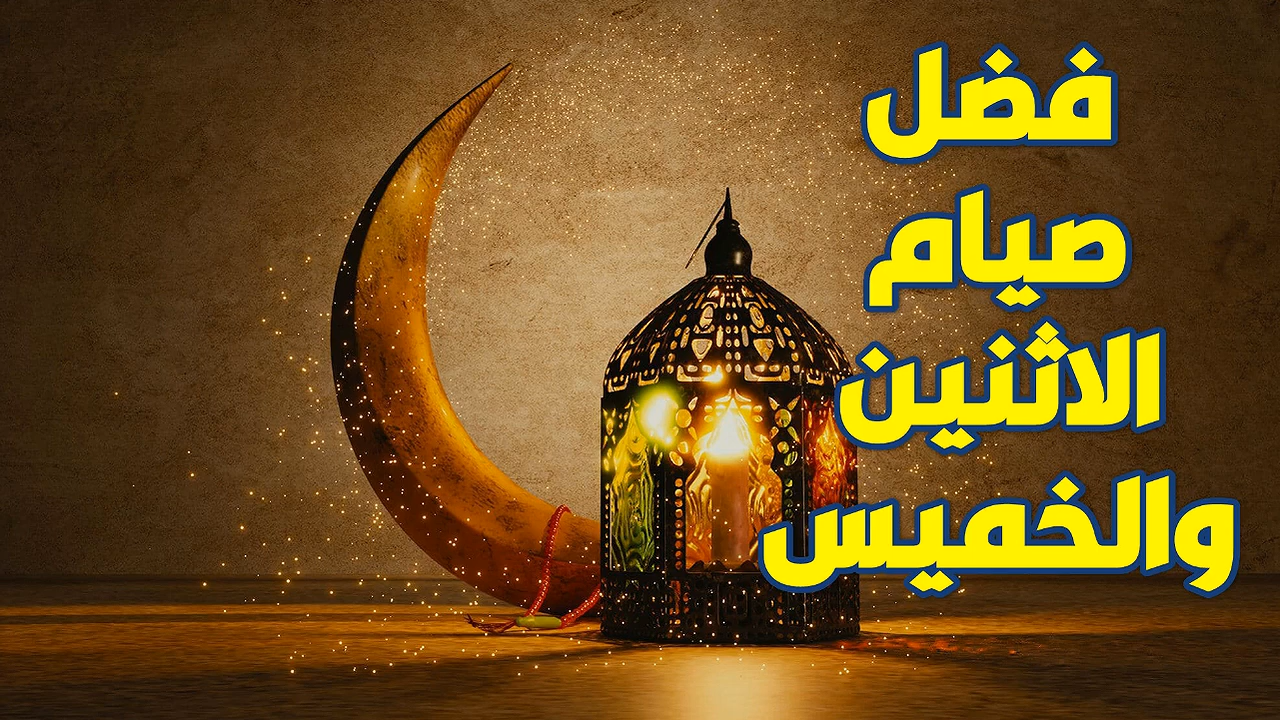 فضل
صيام
الاثنين
والخميس